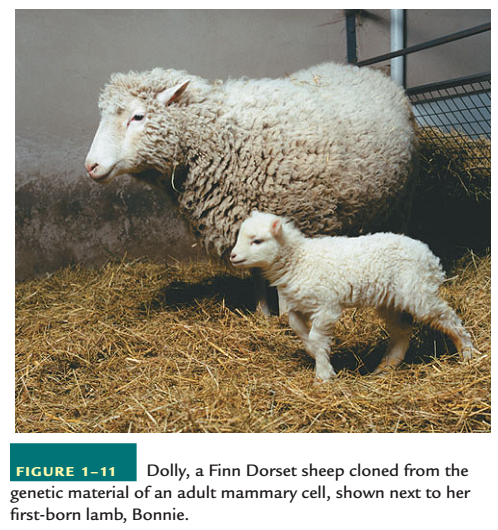 FIGURE 1–11 Dolly, a Finn Dorset sheep cloned from the
genetic material of an adult mammary cell, shown next to her
first-born lamb, Bonnie.